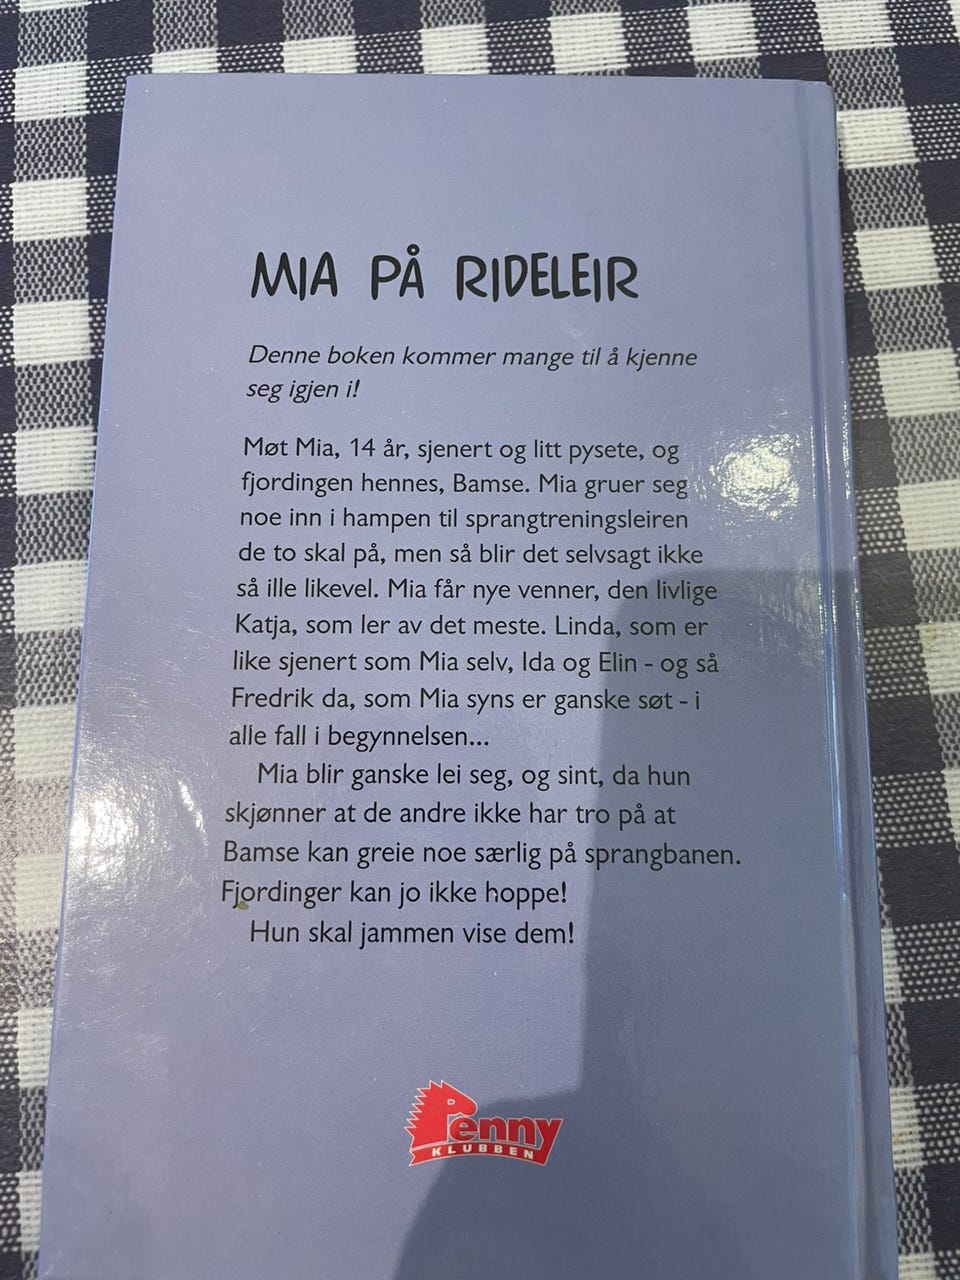 MIA PÅ RIDELEIR
Denne boken kommer mange til å kjenne
seg igjen i!
Møt Mia, 14 år, sjenert og litt pysete, og
fjordingen hennes, Bamse. Mia gruer seg
noe inn i hampen til sprangtreningsleiren
de to skal på, men så blir det selvsagt ikke
så ille likevel. Mia får nye venner, den livlige
Katja, som ler av det meste. Linda, som er
like sjenert som Mia selv, Ida og Elin - og så
Fredrik da, som Mia syns er ganske søt - i
alle fall i begynnelsen...
Mia blir ganske lei seg, og sint, da hun
skjønner at de andre ikke har tro på at
Bamse kan greie noe særlig på sprangbanen.
Fjordinger kan jo ikke hoppe!
Hun skal jammen vise dem!
Penny
KLUBBEN